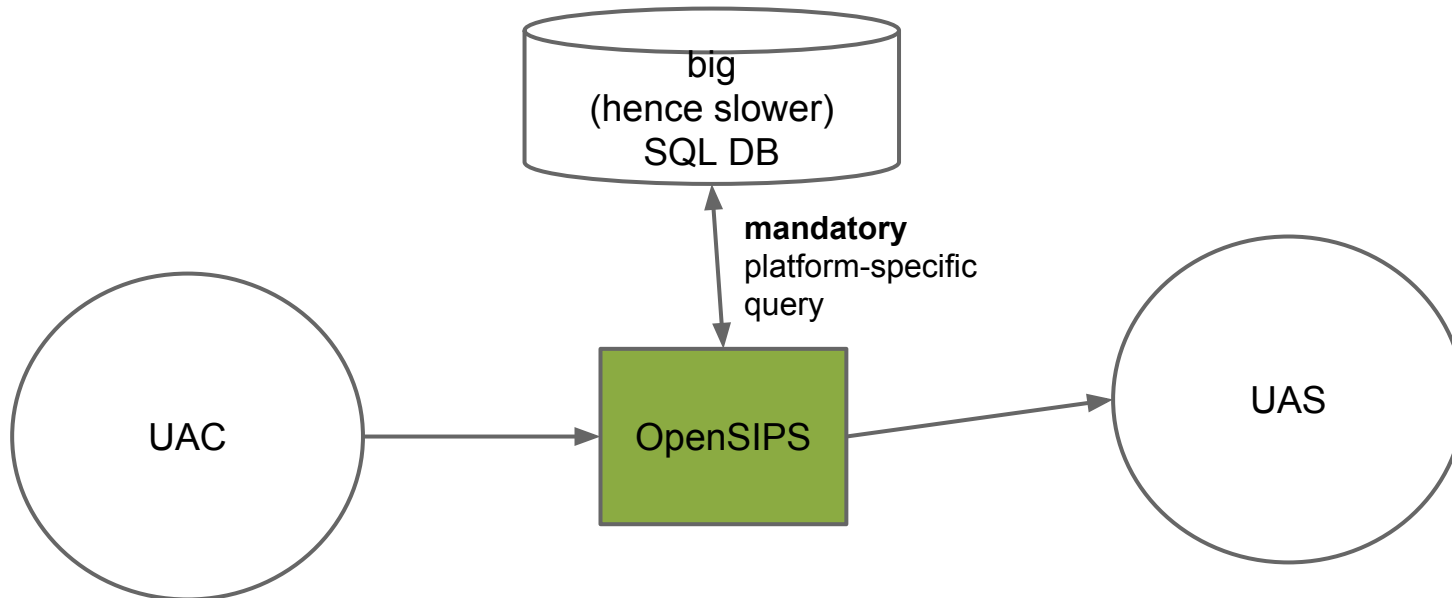 big
(hence slower)
SQL DB
mandatory
platform-specific
query
UAC
OpenSIPS
UAS